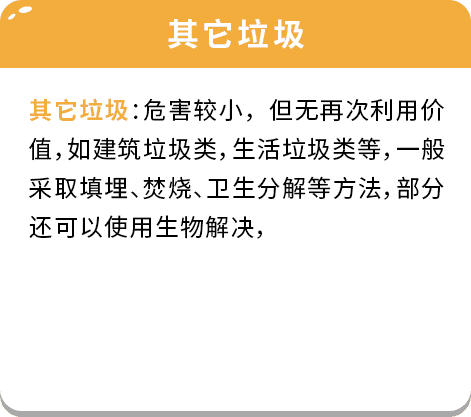 其它垃圾
其它垃圾：危害较小，但无再次利用价
值，如建筑垃圾类，生活垃圾类等，一般
采取填埋、焚烧、卫生分解等方法，部分
还可以使用生物解决，